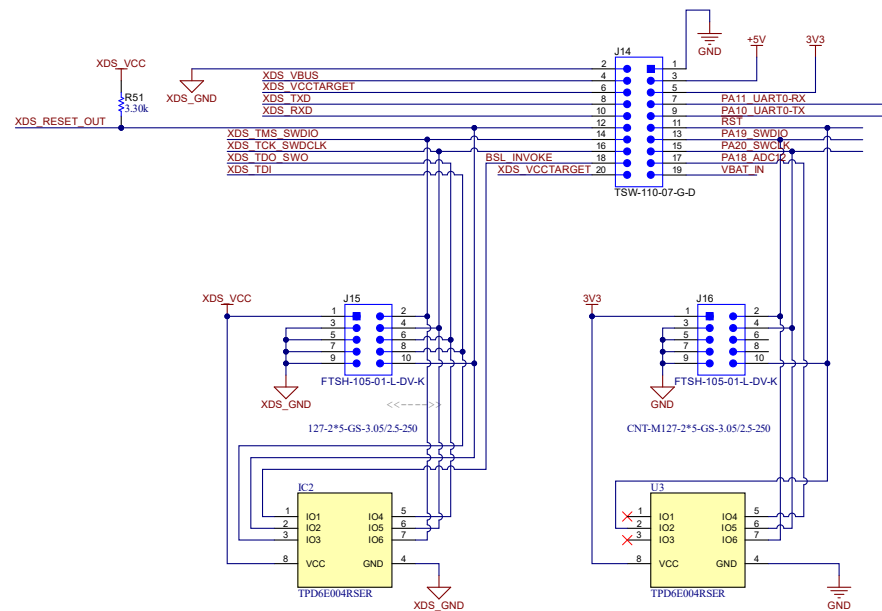 J14
GND
+5V
3V3
XDS_VCC
2
1
XDS_VBUS
4
3
XDS_GND
XDS_VCCTARGET
6
5
R51
3.30k
XDS_TXD
8
7
PA11_UART0-RX
XDS_RXD
10
9
PA10_UART0-TX
XDS_RESET_OUT
12
11
RST
XDS_TMS_SWDIO
14
13
PA19_SWDIO
XDS_TCK_SWDCLK
16
15
PA20_SWCLK
XDS_TDO_SWO
BSL_INVOKE
18
17
PA18_ADC12
XDS_TDI
XDS_VCCTARGET
20
19
VBAT_IN
TSW-110-07-G-D
XDS_VCC
J15
1
2
3
4
5
6
7
8
9
10
FTSH-105-01-L-DV-K
XDS_GND
<<---->>
127-2*5-GS-3.05/2.5-250
3V3
J16
1
2
3
4
5
6
7
8
9
10
FTSH-105-01-L-DV-K
GND
CNT-M127-2*5-GS-3.05/2.5-250
IC2
1
IO1
IO4
5
2
IO2
IO5
6
3
IO3
IO6
7
8
VCC
GND
4
TPD6E004RSER
XDS_GND
U3
1
IO1
IO4
5
2
IO2
IO5
6
3
IO3
IO6
7
8
VCC
GND
4
TPD6E004RSER
GND